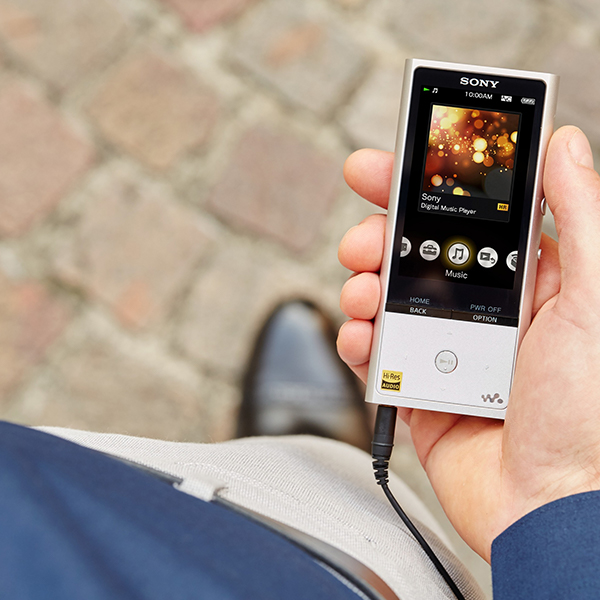 SONY
10:00AM
Sony
Digital Music Player
HR
Music
HOME
PWR OFF
BACK
OPTION
Hi-Res
AUDIO